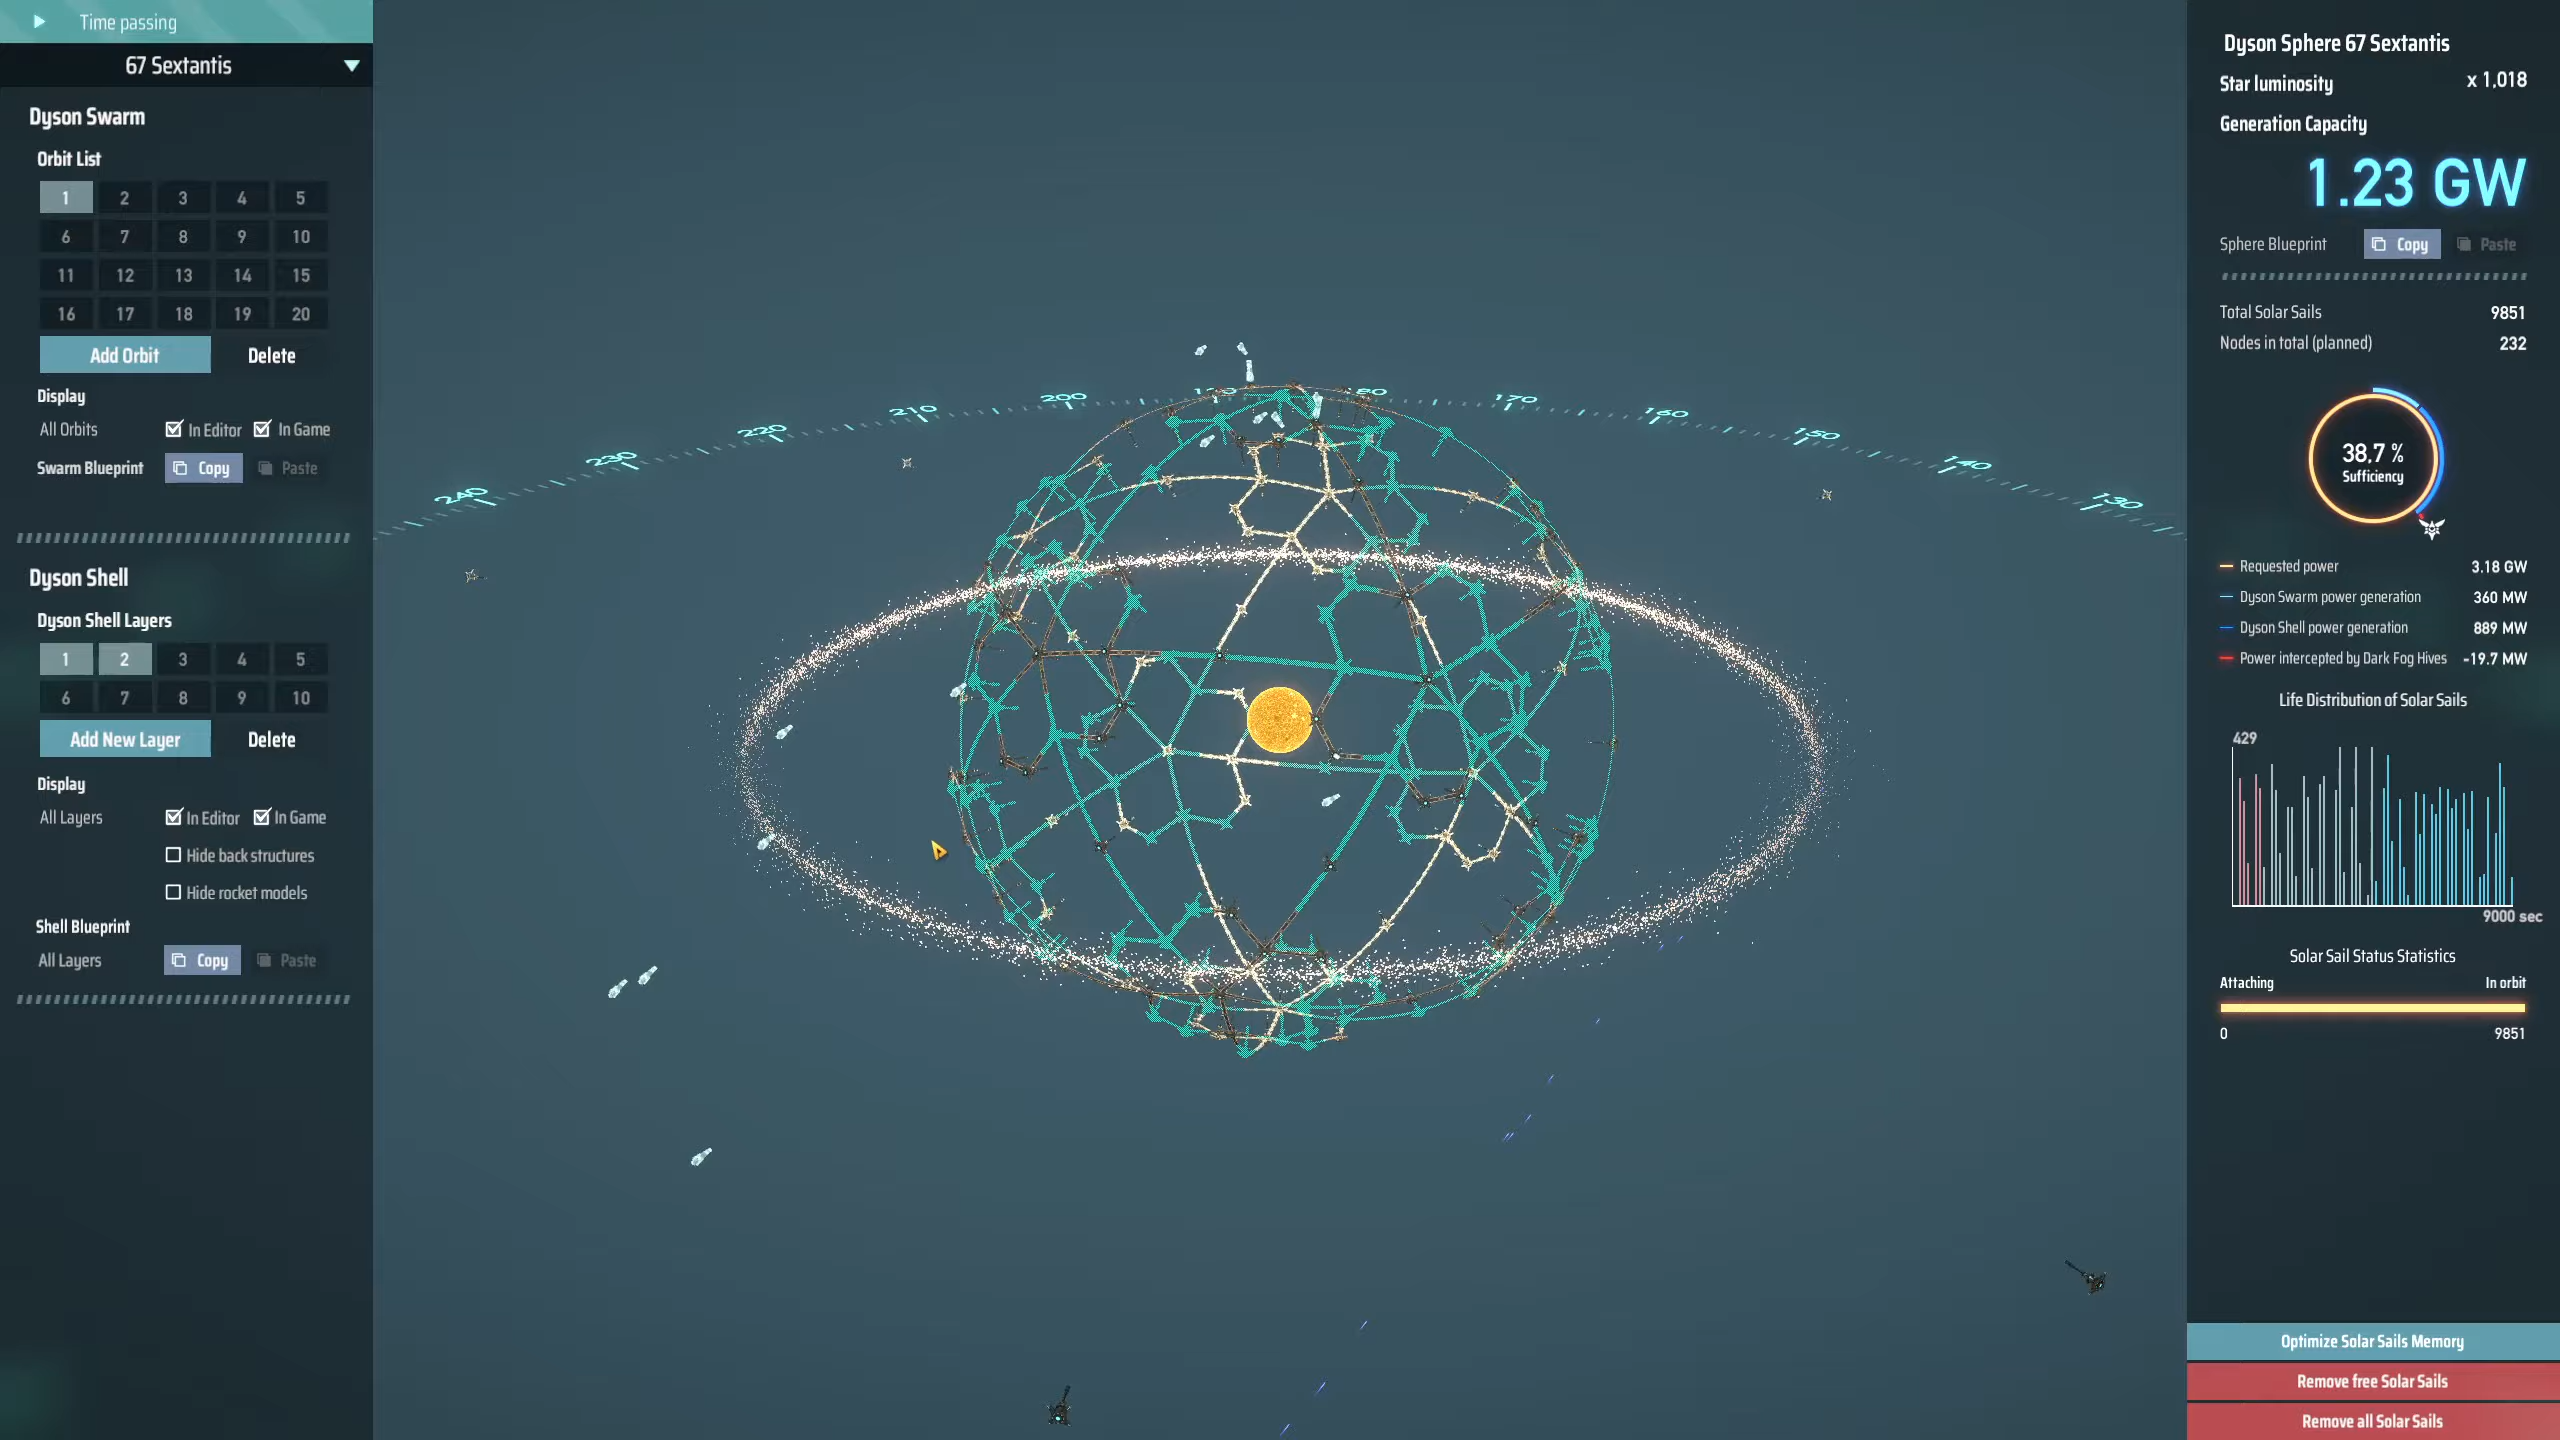 Time passing
67 Sextantis
Dyson Swarm
Orbit List
1 2 3 4 5
6 7 8 9 10
11 12 13 14 15
16 17 18 19 20
Add Orbit Delete
Display
All Orbits In Editor In Game
Swarm Blueprint Copy Paste
Dyson Shell
Dyson Shell Layers
1 2 3 4 5
6 7 8 9 10
Add New Layer Delete
Display
All Layers In Editor In Game
Hide back structures
Hide rocket models
Shell Blueprint
All Layers Copy Paste
240 230 220 210 200 170 160 150 140 130
Dyson Sphere 67 Sextantis
Star luminosity x 1,018
Generation Capacity
1.23 GW
Sphere Blueprint Copy Paste
Total Solar Sails 9851
Nodes in total (planned) 232
38,7 %
Sufficiency
Requested power 3.18 GW
Dyson Swarm power generation 360 MW
Dyson Shell power generation 889 MW
Power intercepted by Dark Fog Hives -19.7 MW
Life Distribution of Solar Sails
429
9000 sec
Solar Sail Status Statistics
Attaching In orbit
0 9851
Optimize Solar Sails Memory
Remove free Solar Sails
Remove all Solar Sails